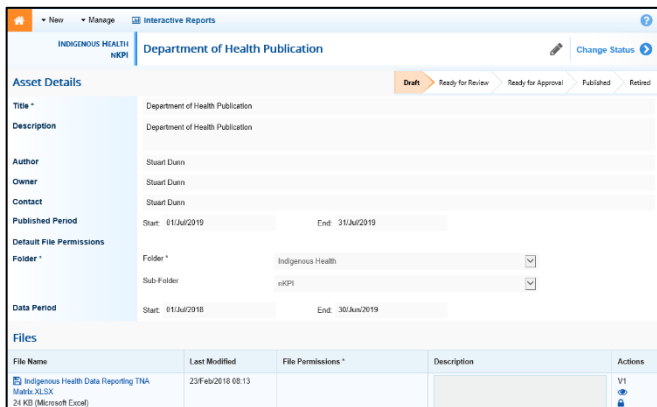 New Manage Interactive Reports
INDIGENOUS HEALTH
nKPI
Department of Health Publication
Change Status
Asset Details
Draft Ready for Review Ready for Approval Published Retired
Title * Department of Health Publication
Description Department of Health Publication
Author Stuart Dunn
Owner Stuart Dunn
Contact Stuart Dunn
Published Period Start: 01/Jul/2019 End: 31/Jul/2019
Default File Permissions
Folder * Folder * Indigenous Health
Sub-Folder nKPI
Data Period Start: 01/Jul/2018 End: 30/Jun/2019
Files
File Name Last Modified File Permissions * Description Actions
Indigenous Health Data Reporting TNA 23/Feb/2018 08:13 V1
Matrix.XLSX
24 KB (Microsoft Excel)